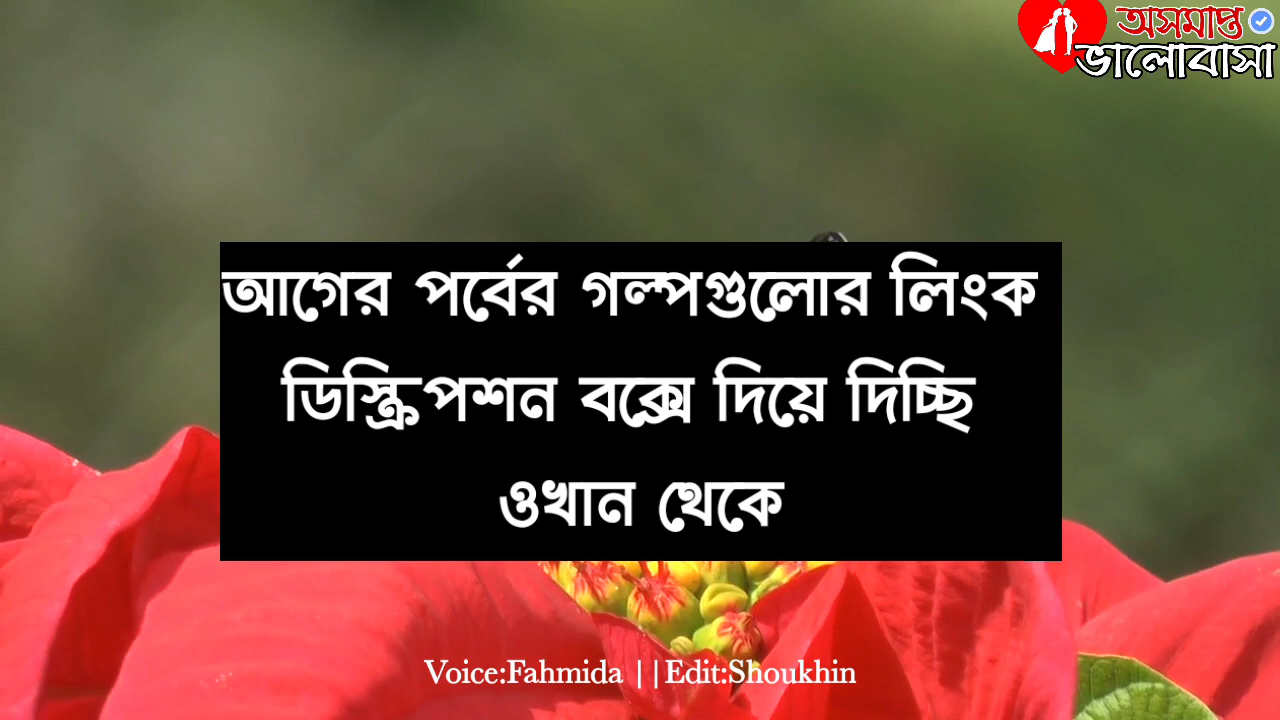 অসমাপ্ত
ভালোবাসা
আগের পর্বের গল্পগুলোর লিংক
ডিস্ক্রিপশন বক্সে দিয়ে দিচ্ছি
ওখান থেকে
Voice:Fahmida ||Edit:Shoukhin